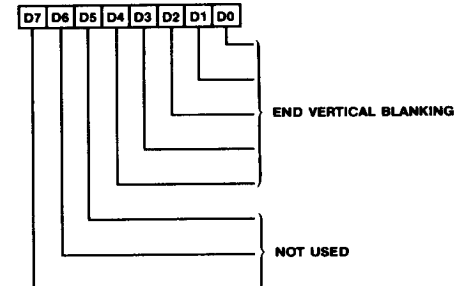 D7 D6 D5 D4 D3 D2 D1 D0
END VERTICAL BLANKING
NOT USED